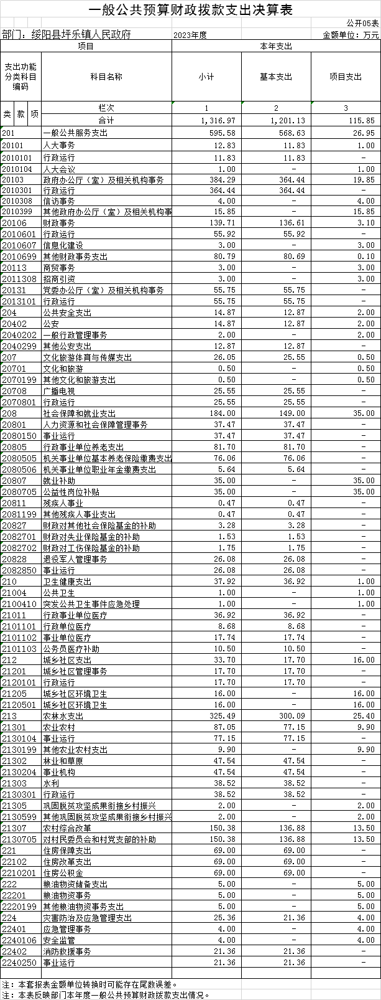 一般公共预算财政拨款支出决算表
公开05表
部门：绥阳县坪乐镇人民政府 2023年度 金额单位：万元
项目 本年支出
支出功能分类科目编码 科目名称 小计 基本支出 项目支出
类 款 项 栏次 1 2 3
合计 1,316.97 1,201.13 115.85
201 一般公共服务支出 595.58 568.63 26.95
20101 人大事务 12.83 11.83 1.00
2010101 行政运行 11.83 11.83 -
2010104 人大会议 1.00 - 1.00
20103 政府办公厅（室）及相关机构事务 384.29 364.44 19.85
2010301 行政运行 364.44 364.44 -
2010308 信访事务 4.00 - 4.00
2010399 其他政府办公厅（室）及相关机构事 15.85 - 15.85
20106 财政事务 139.71 136.61 3.10
2010601 行政运行 55.92 55.92 -
2010607 信息化建设 3.00 - 3.00
2010699 其他财政事务支出 80.79 80.69 0.10
20113 商贸事务 3.00 - 3.00
2011308 招商引资 3.00 - 3.00
20131 党委办公厅（室）及相关机构事务 55.75 55.75 -
2013101 行政运行 55.75 55.75 -
204 公共安全支出 14.87 12.87 2.00
20402 公安 14.87 12.87 2.00
2040202 一般行政管理事务 2.00 - 2.00
2040299 其他公安支出 12.87 12.87 -
207 文化旅游体育与传媒支出 26.05 25.55 0.50
20701 文化和旅游 0.50 - 0.50
2070199 其他文化和旅游支出 0.50 - 0.50
20708 广播电视 25.55 25.55 -
2070801 行政运行 25.55 25.55 -
208 社会保障和就业支出 184.00 149.00 35.00
20801 人力资源和社会保障管理事务 37.47 37.47 -
2080150 事业运行 37.47 37.47 -
20805 行政事业单位养老支出 81.70 81.70 -
2080505 机关事业单位基本养老保险缴费支出 76.06 76.06 -
2080506 机关事业单位职业年金缴费支出 5.64 5.64 -
20807 就业补助 35.00 - 35.00
2080705 公益性岗位补贴 35.00 - 35.00
20811 残疾人事业 0.47 0.47 -
2081199 其他残疾人事业支出 0.47 0.47 -
20827 财政对其他社会保险基金的补助 3.28 3.28 -
2082701 财政对失业保险基金的补助 1.53 1.53 -
2082702 财政对工伤保险基金的补助 1.75 1.75 -
20828 退役军人管理事务 26.08 26.08 -
2082850 事业运行 26.08 26.08 -
210 卫生健康支出 37.92 36.92 1.00
21004 公共卫生 1.00 - 1.00
2100410 突发公共卫生事件应急处理 1.00 - 1.00
21011 行政事业单位医疗 36.92 36.92 -
2101101 行政单位医疗 8.68 8.68 -
2101102 事业单位医疗 17.74 17.74 -
2101103 公务员医疗补助 10.50 10.50 -
212 城乡社区支出 33.70 17.70 16.00
21201 城乡社区管理事务 17.70 17.70 -
2120101 行政运行 17.70 17.70 -
21205 城乡社区环境卫生 16.00 - 16.00
2120501 城乡社区环境卫生 16.00 - 16.00
213 农林水支出 325.49 300.09 25.40
21301 农业农村 87.05 77.15 9.90
2130104 事业运行 77.15 77.15 -
2130199 其他农业农村支出 9.90 - 9.90
21302 林业和草原 47.54 47.54 -
2130204 事业机构 47.54 47.54 -
21303 水利 38.52 38.52 -
2130301 行政运行 38.52 38.52 -
21305 巩固脱贫攻坚成果衔接乡村振兴 2.00 - 2.00
2130599 其他巩固脱贫攻坚成果衔接乡村振兴 2.00 - 2.00
21307 农村综合改革 150.38 136.88 13.50
2130705 对村民委员会和村党支部的补助 150.38 136.88 13.50
221 住房保障支出 69.00 69.00 -
22102 住房改革支出 69.00 69.00 -
2210201 住房公积金 69.00 69.00 -
222 粮油物资储备支出 5.00 - 5.00
22201 粮油物资事务 5.00 - 5.00
2220199 其他粮油物资事务支出 5.00 - 5.00
224 灾害防治及应急管理支出 25.36 21.36 4.00
22401 应急管理事务 4.00 - 4.00
2240106 安全监管 4.00 - 4.00
22402 消防救援事务 21.36 21.36 -
2240250 事业运行 21.36 21.36 -
注：本套报表金额单位转换时可能存在尾数误差。
注：本表反映部门本年度一般公共预算财政拨款支出情况。